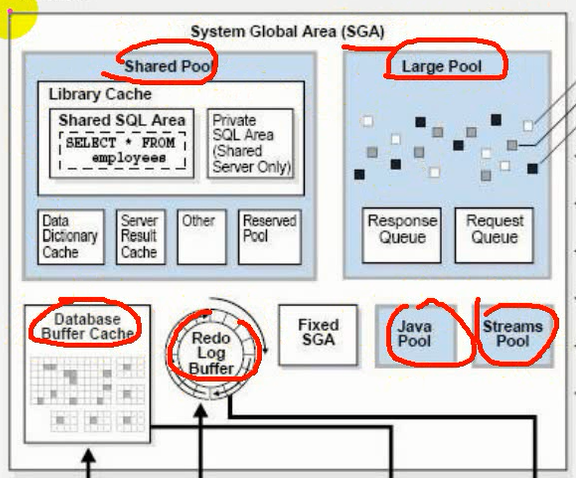 System Global Area (SGA)
Shared Pool
Large Pool
Library Cache
Shared SQL Area
SELECT * FROM
employees
Private
SQL Area
(Shared
Server Only)
Data
Dictionary
Cache
Server
Result
Cache
Other
Reserved
Pool
Response
Queue
Request
Queue
Database
Buffer Cache
Redo
Log
Buffer
Fixed
SGA
Java
Pool
Streams
Pool